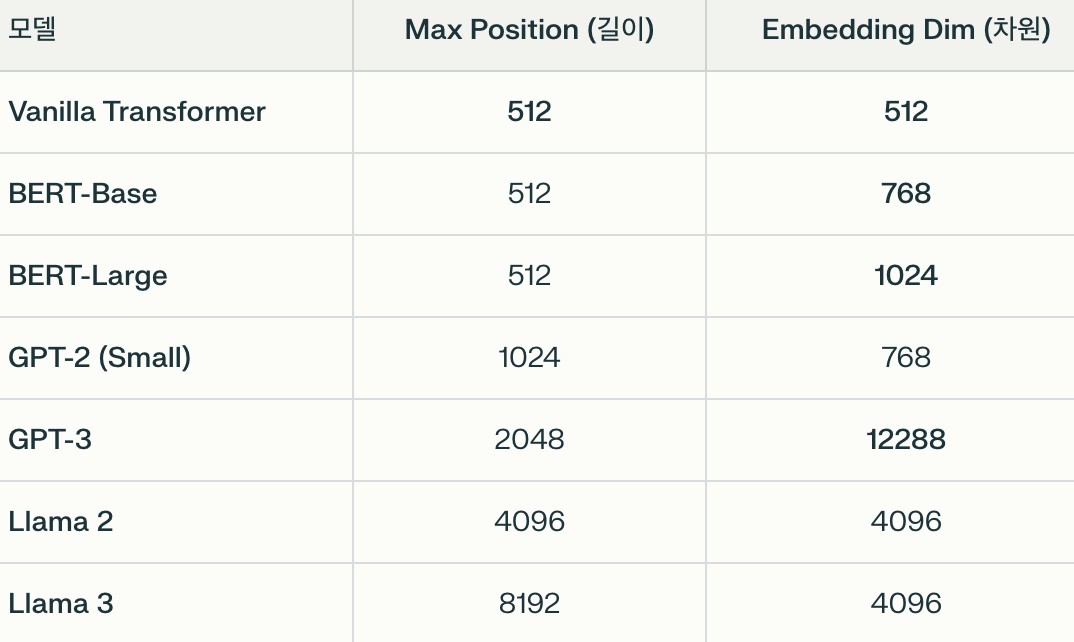 모델 Max Position (길이) Embedding Dim (차원)
Vanilla Transformer 512 512
BERT-Base 512 768
BERT-Large 512 1024
GPT-2 (Small) 1024 768
GPT-3 2048 12288
Llama 2 4096 4096
Llama 3 8192 4096